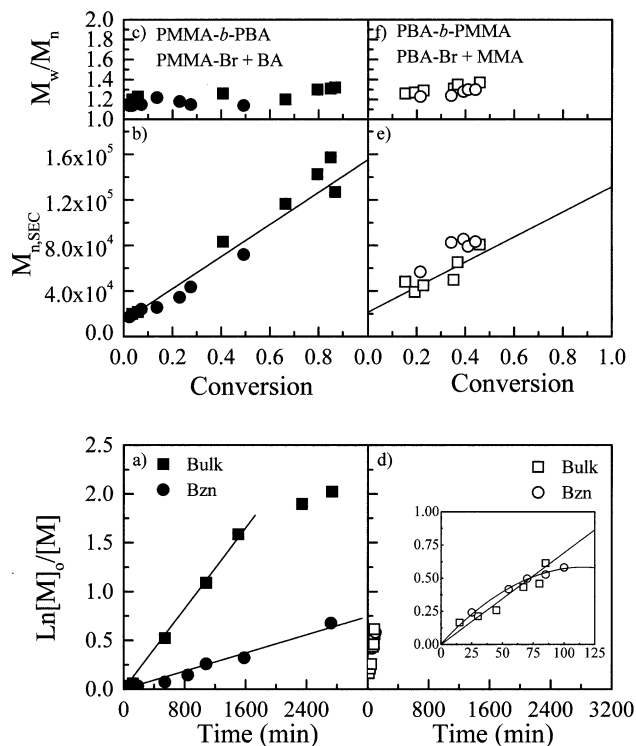 c) PMMA-b-PBA
PMMA-Br + BA
f) PBA-b-PMMA
PBA-Br + MMA
Mw/Mn
2.0
1.8
1.6
1.4
1.2
b)
e)
Mn,SEC
1.6x10^5
1.2x10^5
8.0x10^4
4.0x10^4
0.0
0.0 0.2 0.4 0.6 0.8 0.0 0.2 0.4 0.6 0.8 1.0
Conversion Conversion
a) Bulk
Bzn
d) Bulk
Bzn
Ln[M]o/[M]
2.5
2.0
1.5
1.0
0.5
0.0
1.00
0.75
0.50
0.25
0.00
0 25 50 75 100 125
0 800 1600 2400 0 800 1600 2400 3200
Time (min) Time (min)